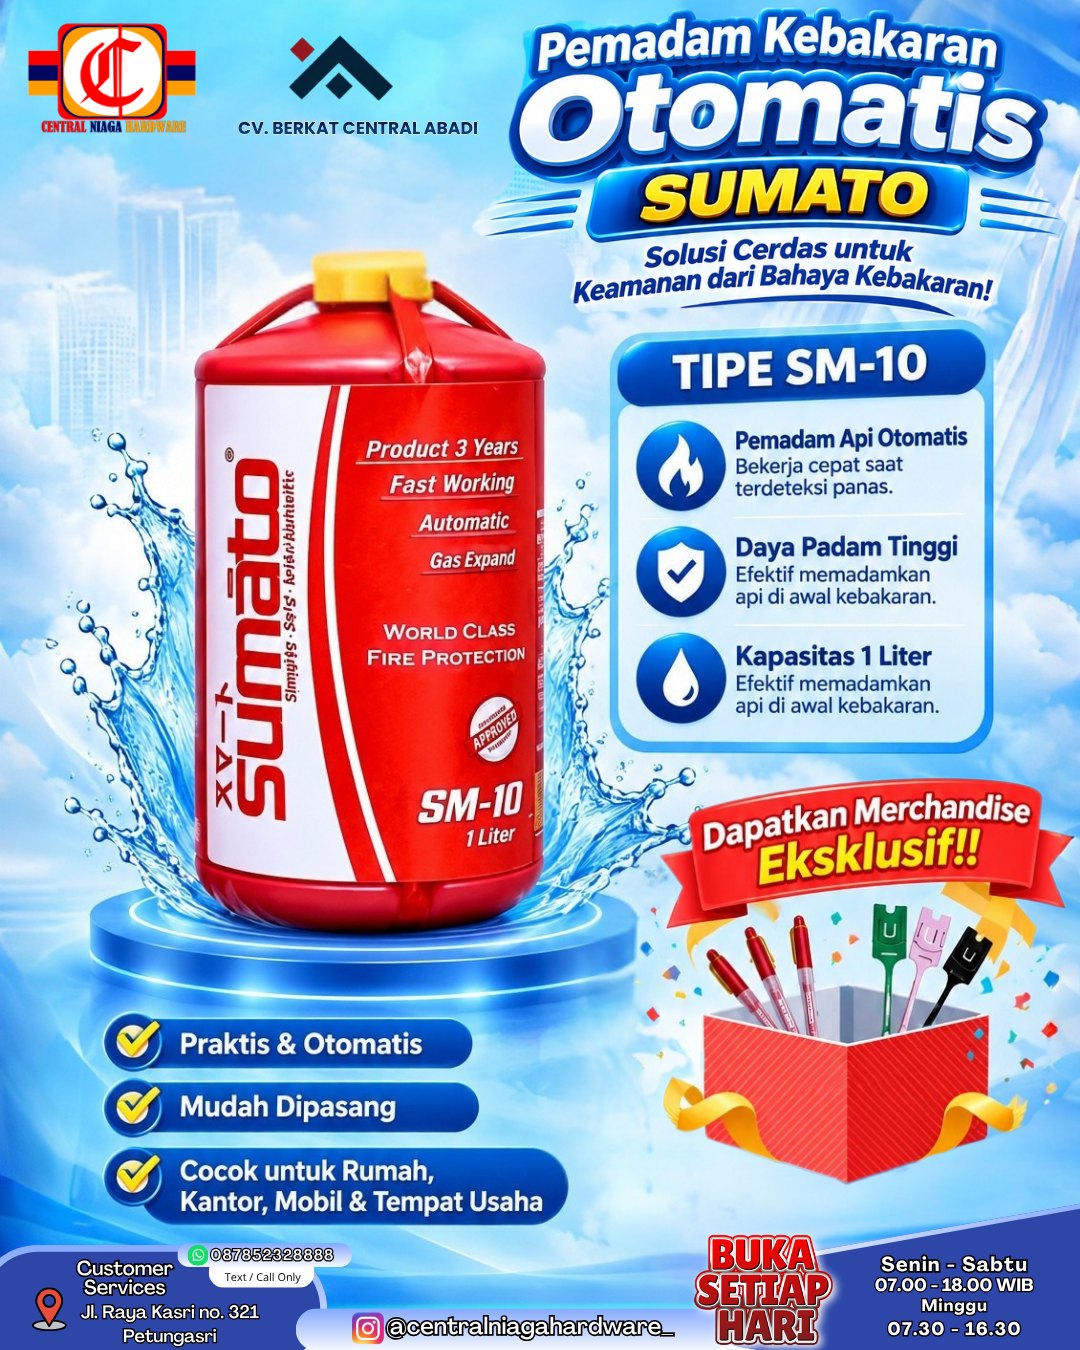 CENTRAL NIAGA HARDWARE
CV. BERKAT CENTRAL ABADI
Pemadam Kebakaran
Otomatis
SUMATO
Solusi Cerdas untuk
Keamanan dari Bahaya Kebakaran!
TIPE SM-10
Pemadam Api Otomatis
Bekerja cepat saat
terdeteksi panas.
Daya Padam Tinggi
Efektif memadamkan
api di awal kebakaran.
Kapasitas 1 Liter
Efektif memadamkan
api di awal kebakaran.
sumāto®
Product 3 Years
Fast Working
Automatic
Gas Expand
WORLD CLASS
FIRE PROTECTION
APPROVED
SM-10
1 Liter
Dapatkan Merchandise
Eksklusif!!
Praktis & Otomatis
Mudah Dipasang
Cocok untuk Rumah,
Kantor, Mobil & Tempat Usaha
Customer
Services
087852328888
Text / Call Only
Jl. Raya Kasri no. 321
Petungasri
@centralniagahardware_
BUKA
SETIAP
HARI
Senin - Sabtu
07.00 - 18.00 WIB
Minggu
07.30 - 16.30